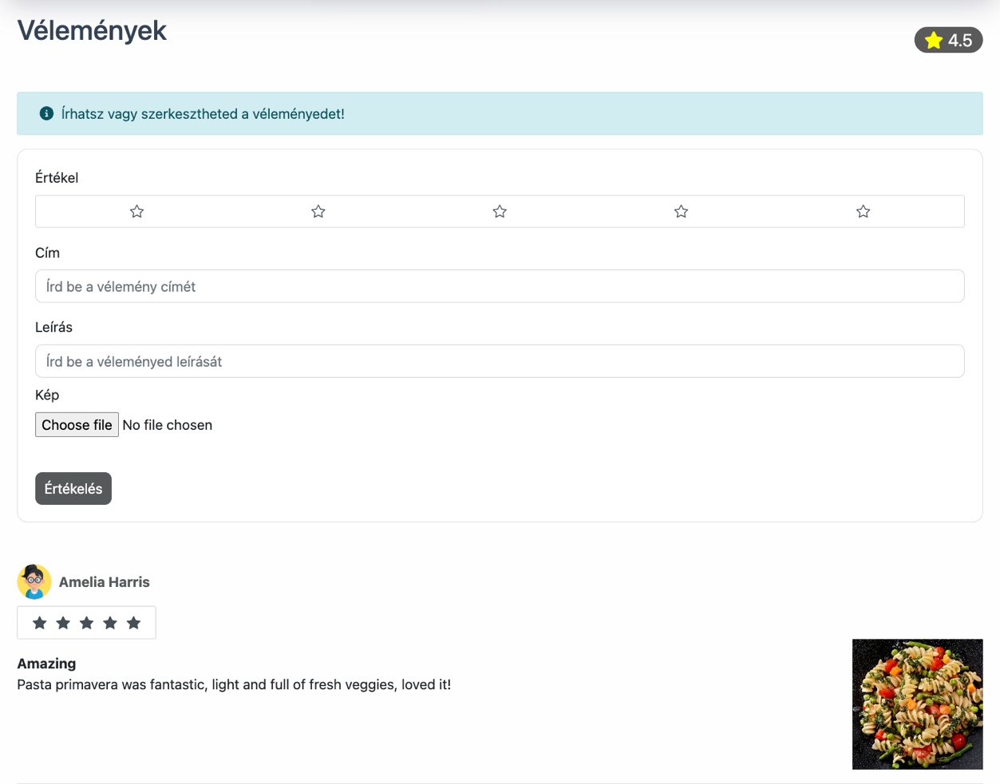 Vélemények
4.5
Írhatsz vagy szerkesztheted a véleményedet!
Értékel
Cím
Írd be a vélemény címét
Leírás
Írd be a véleményed leírását
Kép
Choose file No file chosen
Értékelés
Amelia Harris
Amazing
Pasta primavera was fantastic, light and full of fresh veggies, loved it!